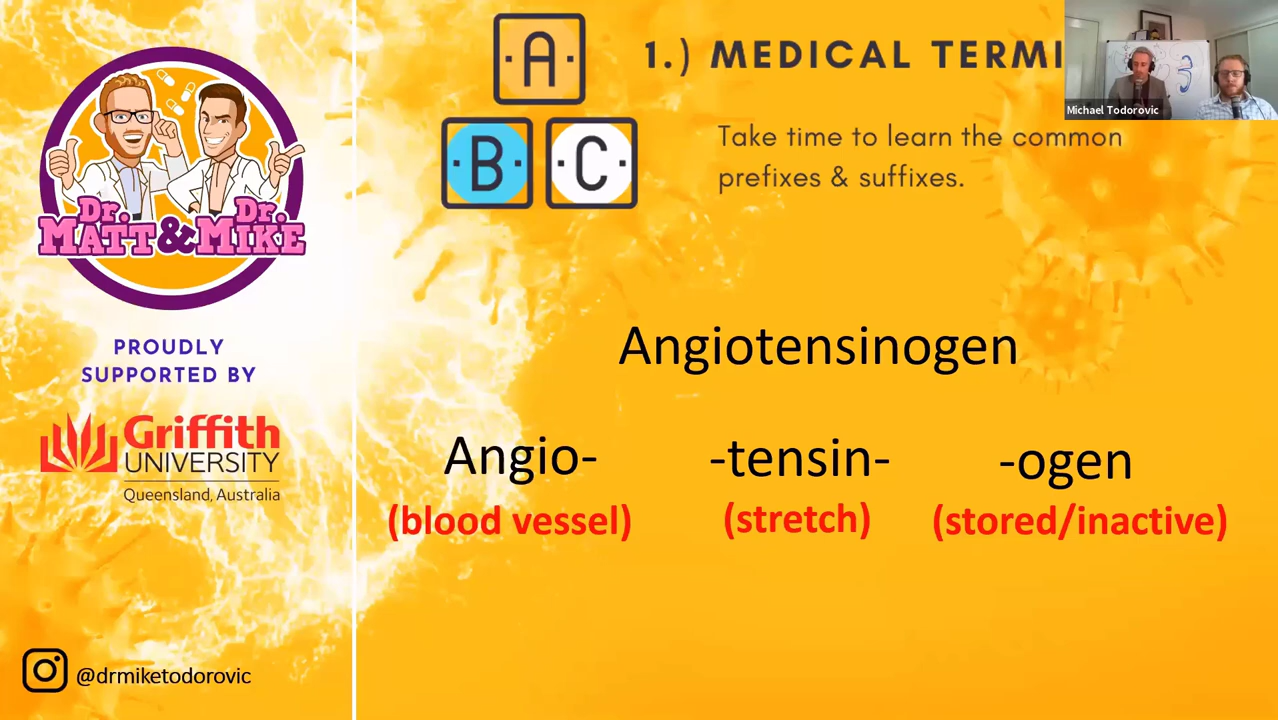 ·A·
·B·
·C·
1.) MEDICAL TERMI
Take time to learn the common
prefixes & suffixes.
Michael Todorovic
Dr. Dr.
MATT & MIKE
PROUDLY
SUPPORTED BY
Griffith
UNIVERSITY
Queensland, Australia
Angiotensinogen
Angio- -tensin- -ogen
(blood vessel) (stretch) (stored/inactive)
@drmiketodorovic